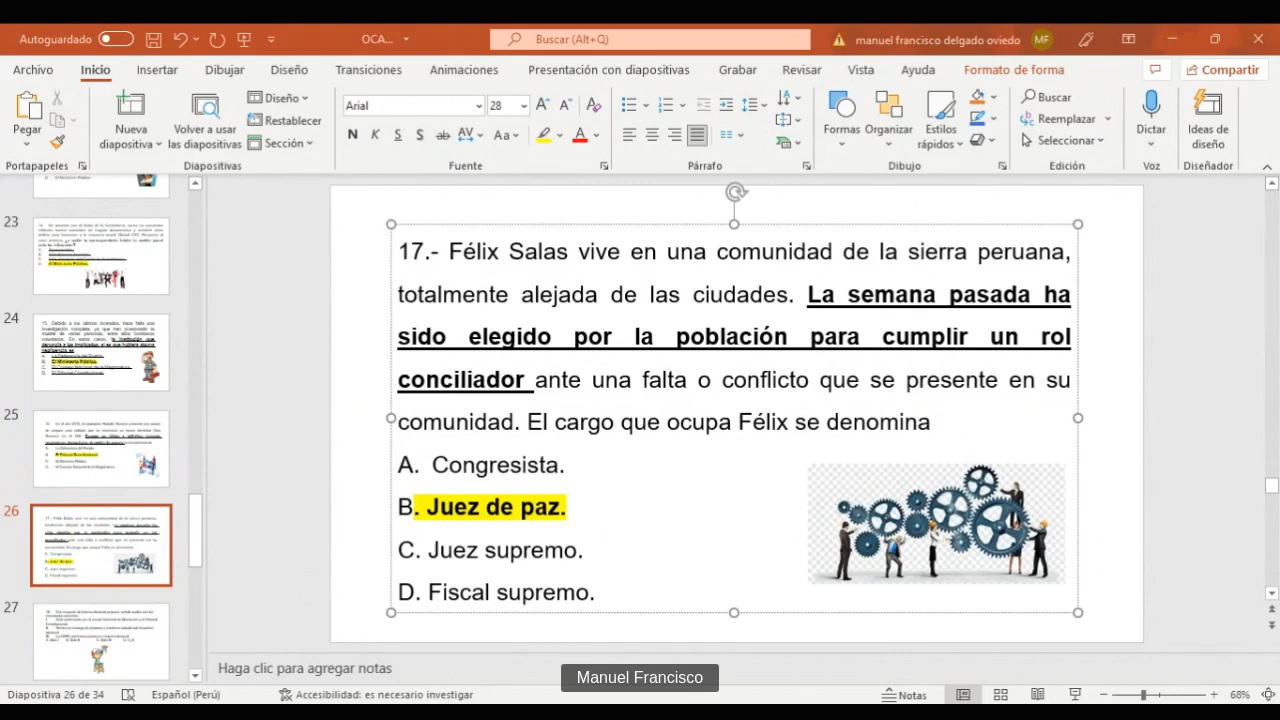 Autoguardado
OCA...
Buscar (Alt+Q)
manuel francisco delgado oviedo
MF
Archivo Inicio Insertar Dibujar Diseño Transiciones Animaciones Presentación con diapositivas Grabar Revisar Vista Ayuda Formato de forma Compartir
Pegar
Nueva diapositiva
Volver a usar las diapositivas
Diseño
Restablecer
Sección
Arial 28
N K S S ab AV Aa A
Formas Organizar Estilos rápidos
Buscar
Reemplazar
Seleccionar
Dictar
Ideas de diseño
Portapapeles Diapositivas Fuente Párrafo Dibujo Edición Voz Diseñador
23
24
25
26
27
17.- Félix Salas vive en una comunidad de la sierra peruana,
totalmente alejada de las ciudades. La semana pasada ha
sido elegido por la población para cumplir un rol
conciliador ante una falta o conflicto que se presente en su
comunidad. El cargo que ocupa Félix se denomina
A. Congresista.
B. Juez de paz.
C. Juez supremo.
D. Fiscal supremo.
Haga clic para agregar notas
Manuel Francisco
Diapositiva 26 de 34 Español (Perú) Accesibilidad: es necesario investigar Notas 68%